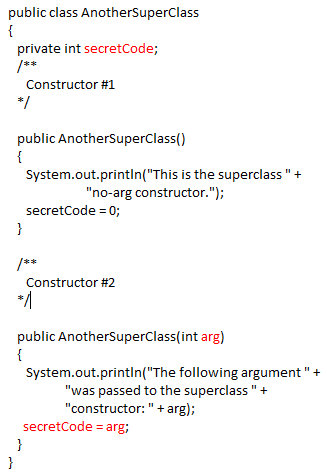 public class AnotherSuperClass
{
private int secretCode;
/**
Constructor #1
*/
public AnotherSuperClass()
{
System.out.println("This is the superclass " +
"no-arg constructor.");
secretCode = 0;
}
/**
Constructor #2
*/
public AnotherSuperClass(int arg)
{
System.out.println("The following argument " +
"was passed to the superclass " +
"constructor: " + arg);
secretCode = arg;
}
}